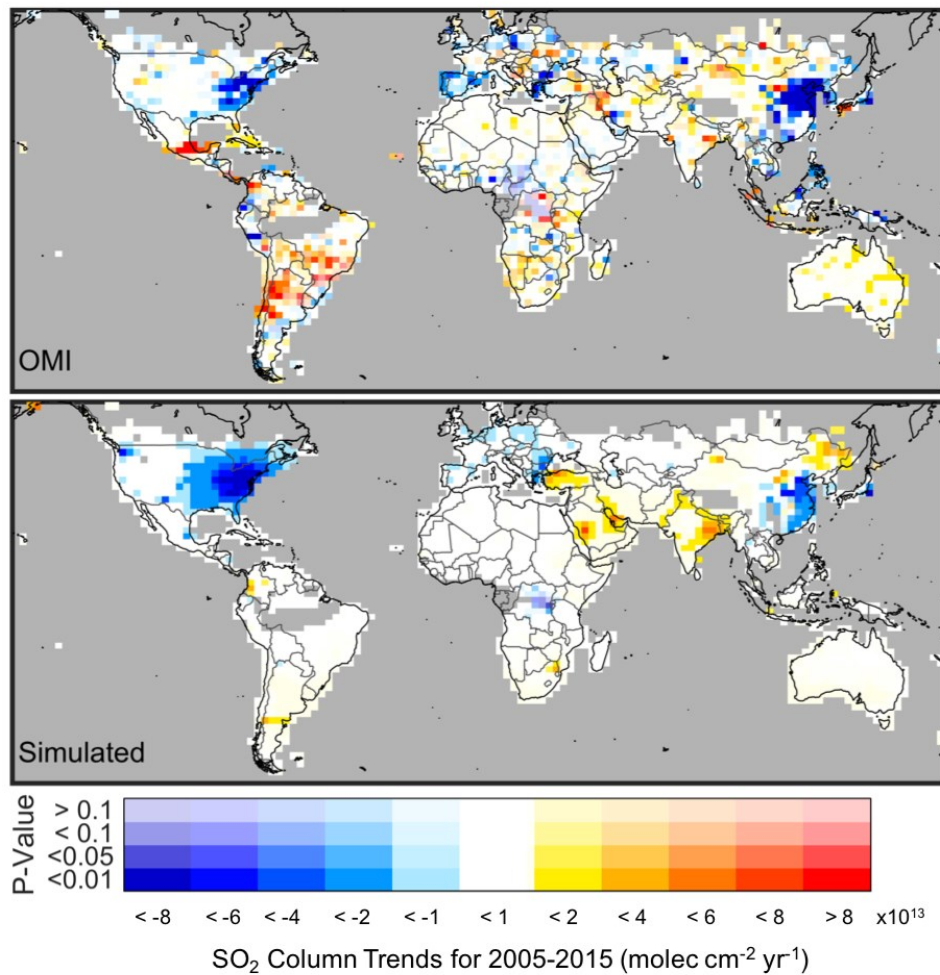 OMI
Simulated
P-Value
> 0.1
< 0.1
<0.05
<0.01
< -8 < -6 < -4 < -2 < -1 < 1 < 2 < 4 < 6 < 8 > 8 x10¹³
SO₂ Column Trends for 2005-2015 (molec cm⁻² yr⁻¹)